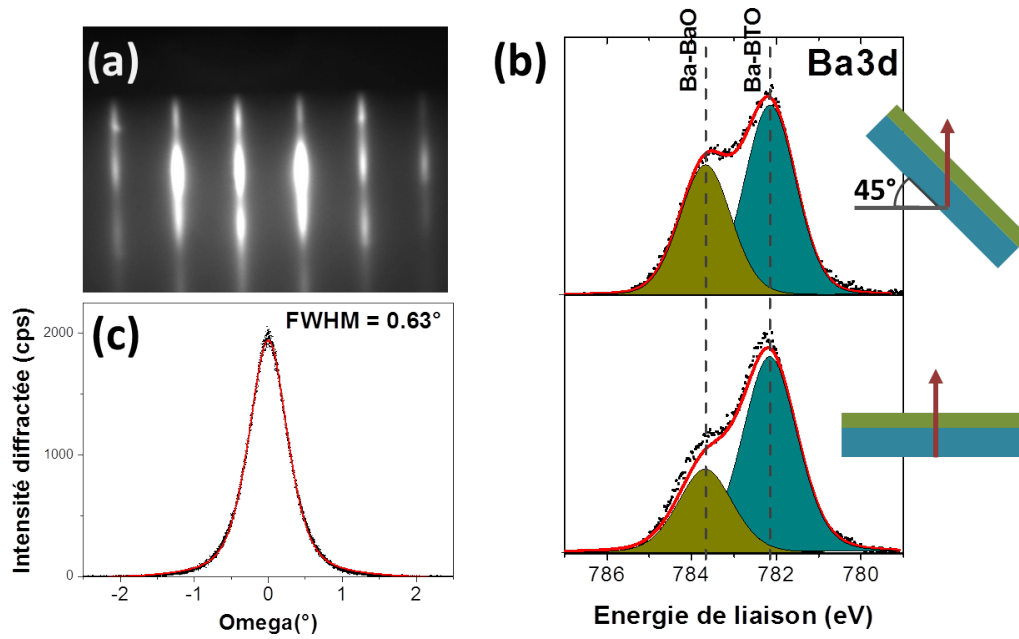 (a)
(b)
Ba-BaO
Ba-BTO
Ba3d
45°
(c)
FWHM = 0.63°
2000
1000
0
Intensité diffractée (cps)
-2 -1 0 1 2
Omega(°)
786 784 782 780
Energie de liaison (eV)